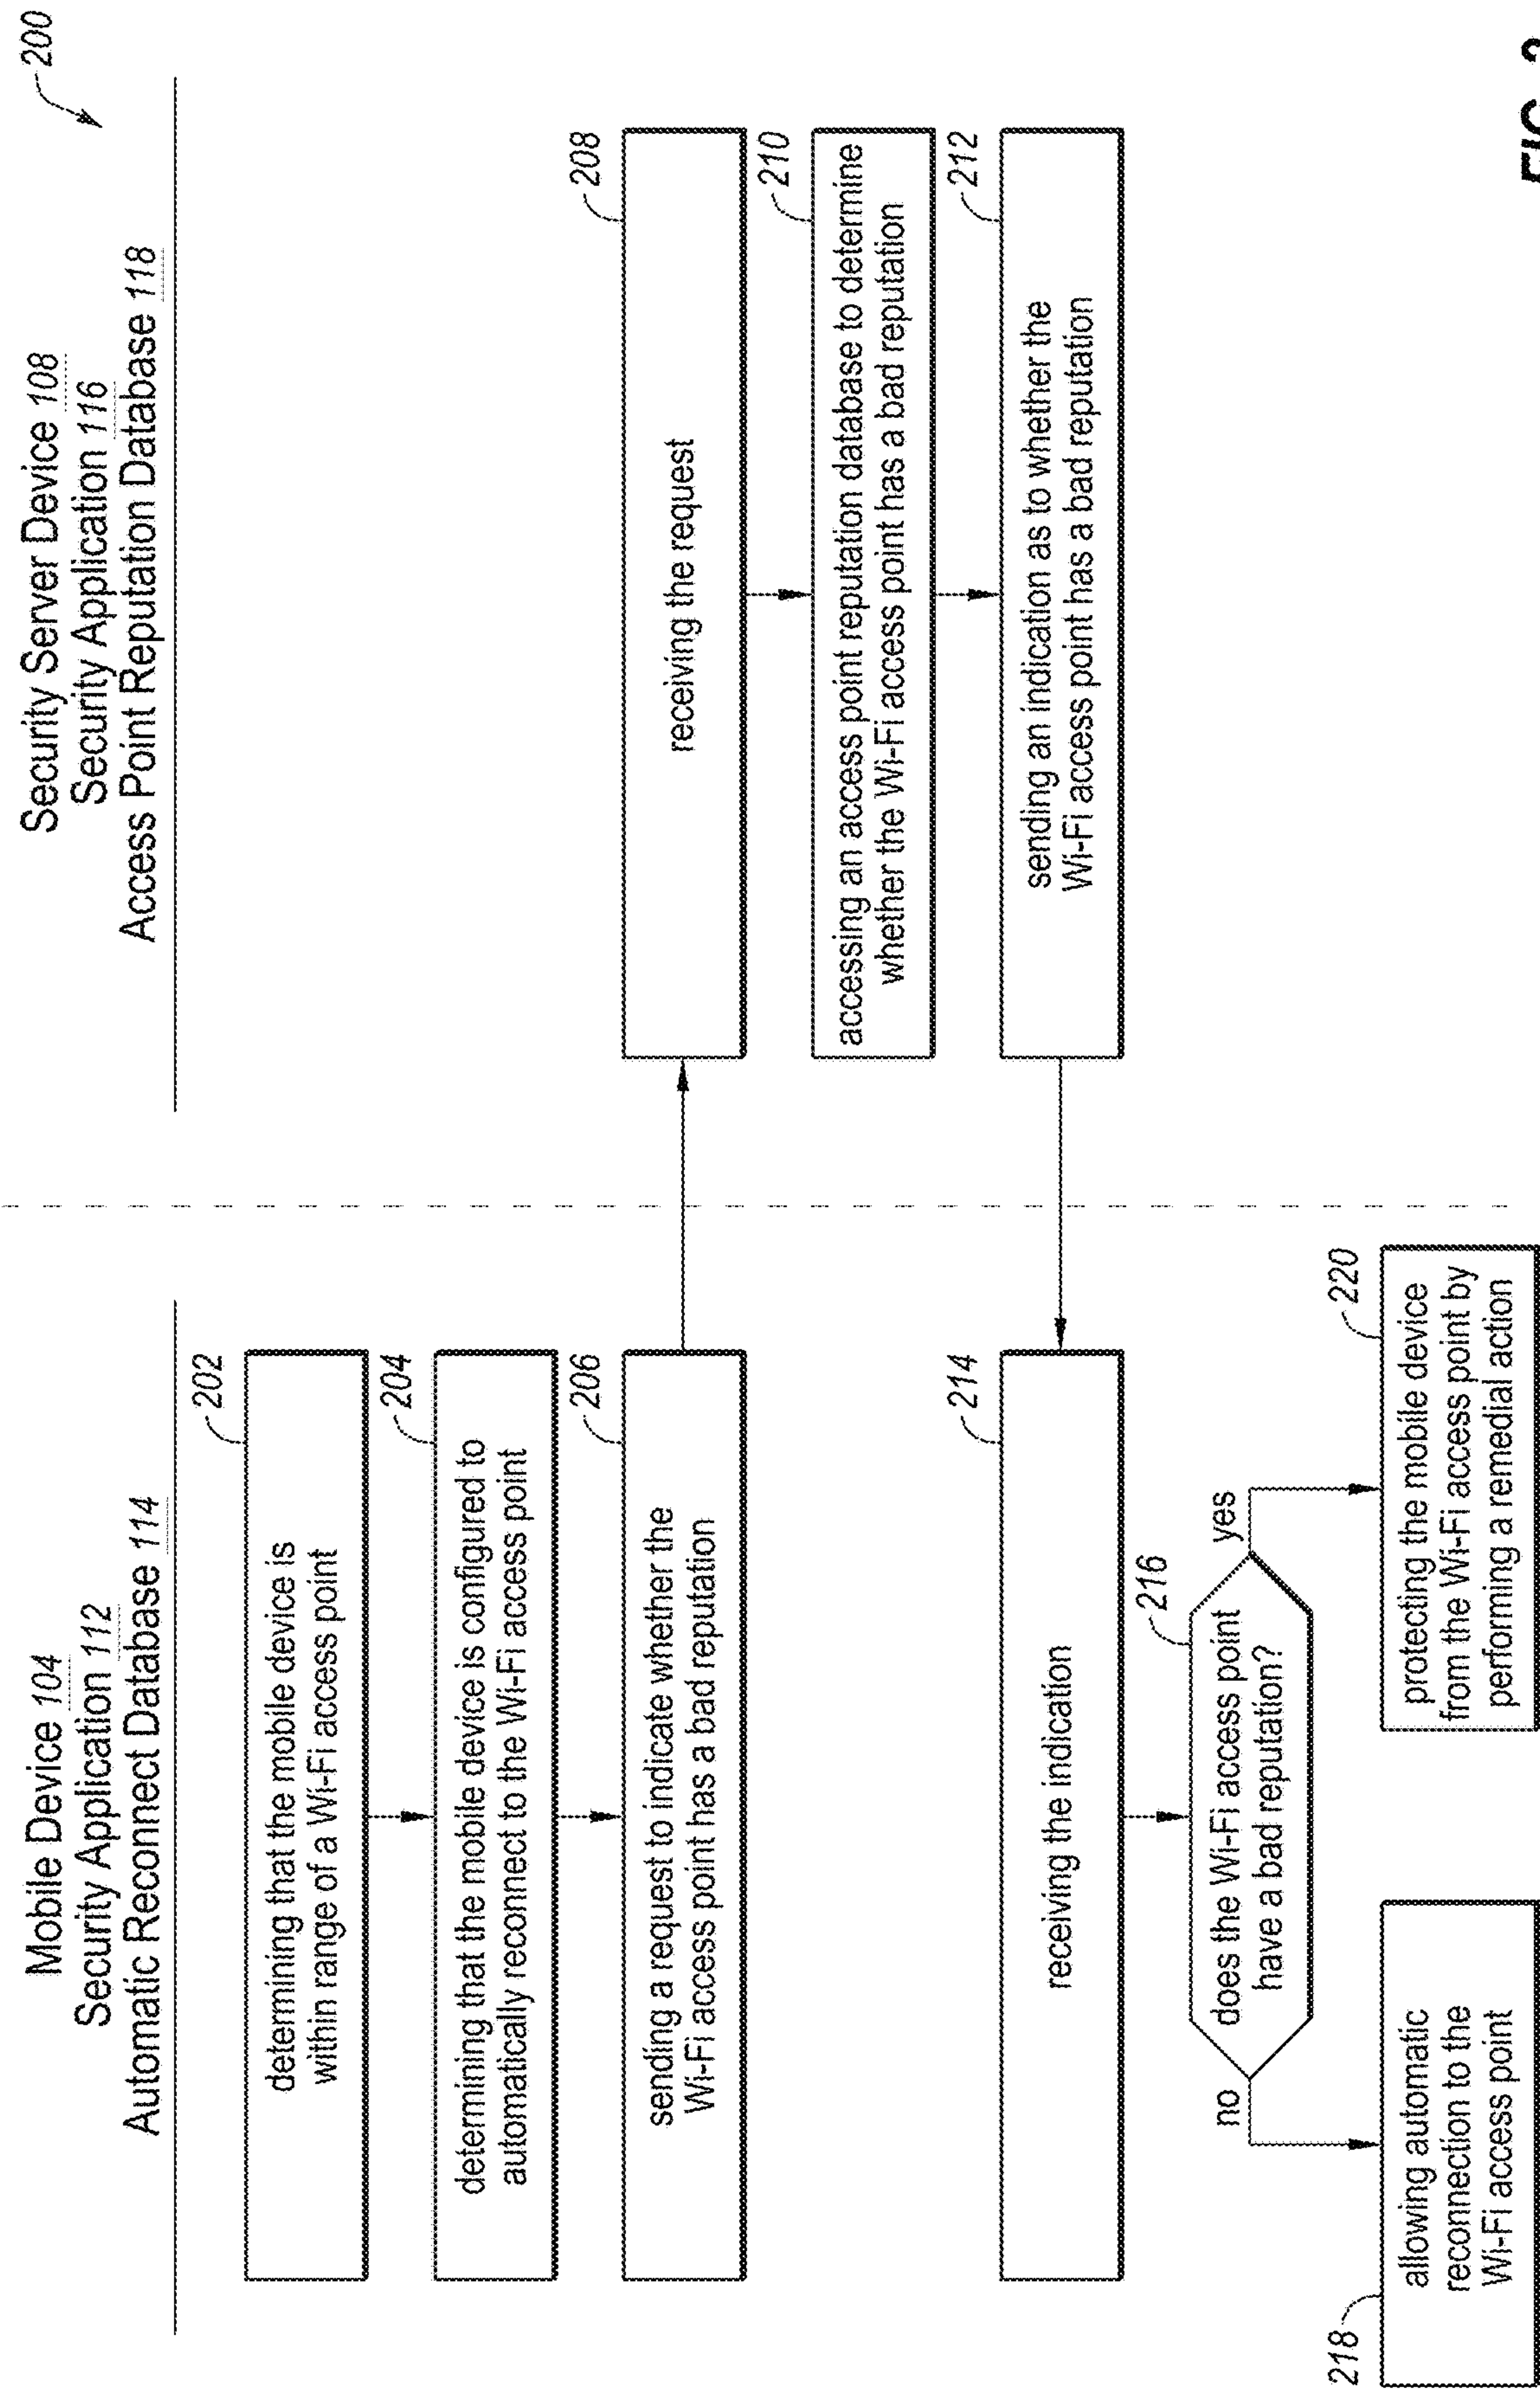 200
Mobile Device 104
Security Application 112
Automatic Reconnect Database 114
Security Server Device 108
Security Application 116
Access Point Reputation Database 118
202
determining that the mobile device is
within range of a Wi-Fi access point
204
determining that the mobile device is configured to
automatically reconnect to the Wi-Fi access point
206
sending a request to indicate whether the
Wi-Fi access point has a bad reputation
208
receiving the request
210
accessing an access point reputation database to determine
whether the Wi-Fi access point has a bad reputation
212
sending an indication as to whether the
Wi-Fi access point has a bad reputation
214
receiving the indication
216
does the Wi-Fi access point
have a bad reputation?
no
yes
218
allowing automatic
reconnection to the
Wi-Fi access point
220
protecting the mobile device
from the Wi-Fi access point by
performing a remedial action
FIG.